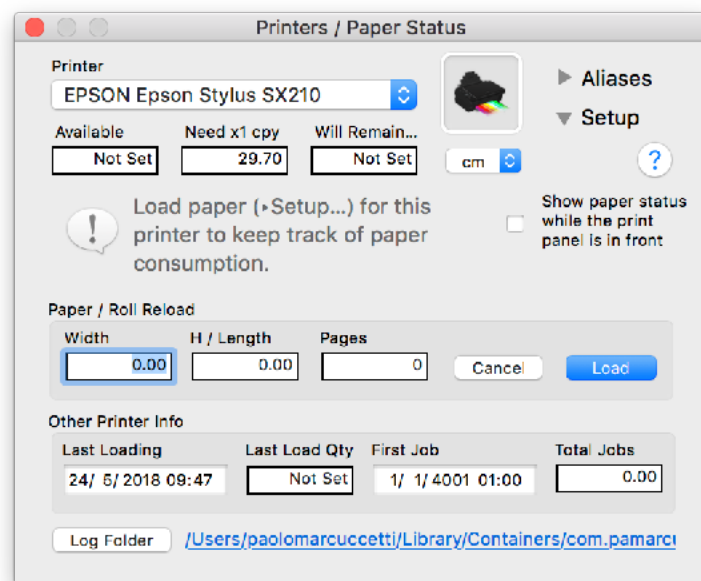 Printers / Paper Status
Printer
EPSON Epson Stylus SX210
Aliases
Setup
Available Need x1 cpy Will Remain...
Not Set 29.70 Not Set cm ?
Load paper (▸Setup...) for this
printer to keep track of paper
consumption.
Show paper status
while the print
panel is in front
Paper / Roll Reload
Width H / Length Pages
0.00 0.00 0 Cancel Load
Other Printer Info
Last Loading Last Load Qty First Job Total Jobs
24/ 5/ 2018 09:47 Not Set 1/ 1/ 4001 01:00 0.00
Log Folder /Users/paolomarcuccetti/Library/Containers/com.pamarcu